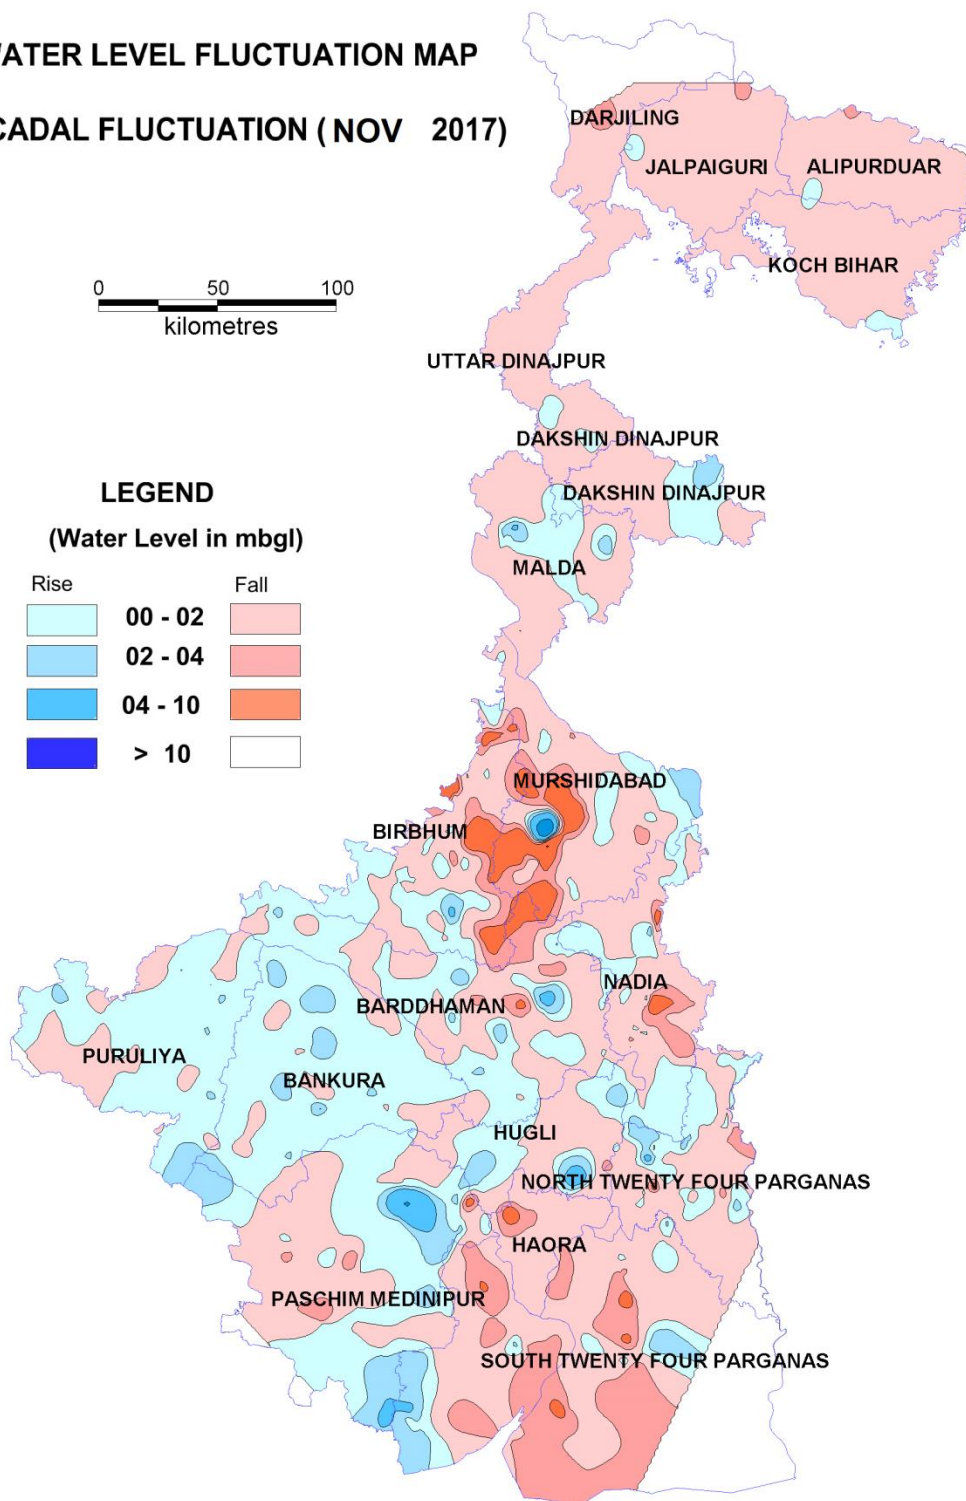 WATER LEVEL FLUCTUATION MAP
CADAL FLUCTUATION ( NOV 2017)
0 50 100
kilometres
DARJILING
JALPAIGURI
ALIPURDUAR
KOCH BIHAR
UTTAR DINAJPUR
DAKSHIN DINAJPUR
DAKSHIN DINAJPUR
MALDA
LEGEND
(Water Level in mbgl)
Rise Fall
00 - 02
02 - 04
04 - 10
> 10
MURSHIDABAD
BIRBHUM
NADIA
BARDDHAMAN
PURULIYA
BANKURA
HUGLI
NORTH TWENTY FOUR PARGANAS
HAORA
PASCHIM MEDINIPUR
SOUTH TWENTY FOUR PARGANAS